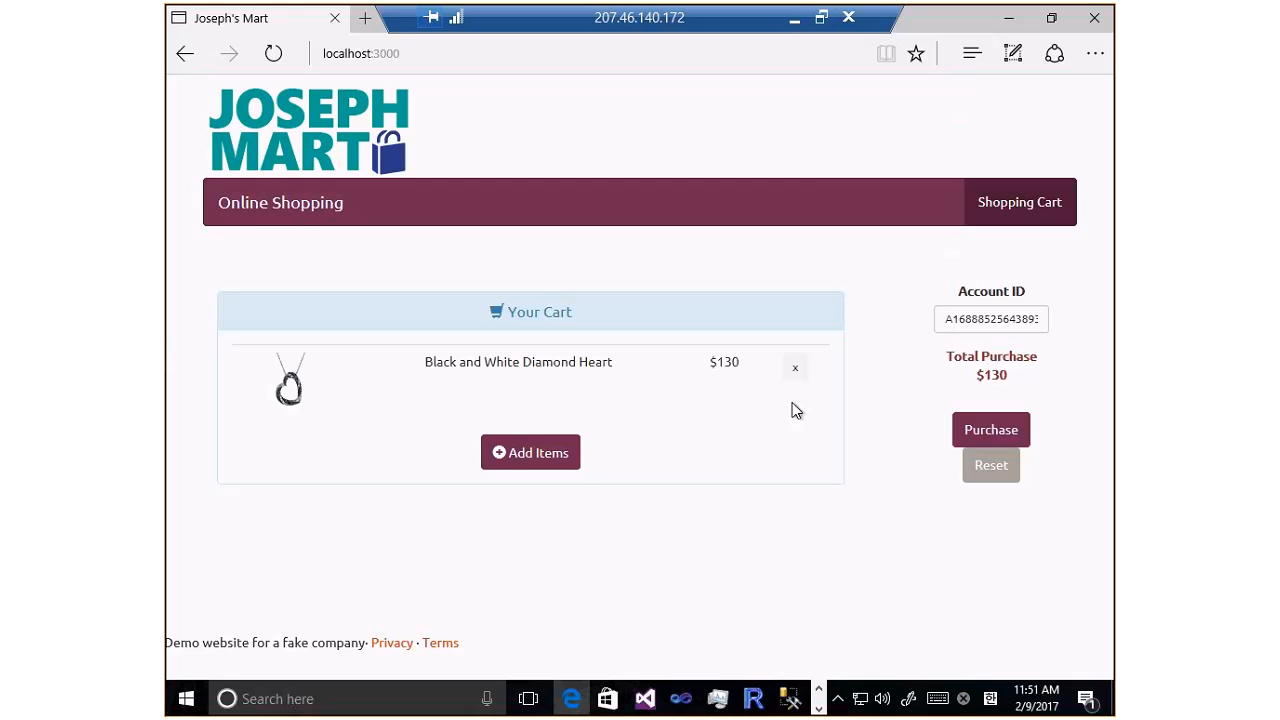 Joseph's Mart
207.46.140.172
localhost:3000
JOSEPH
MART
Online Shopping
Shopping Cart
Your Cart
Black and White Diamond Heart
$130
x
Add Items
Account ID
A16888525643893
Total Purchase
$130
Purchase
Reset
Demo website for a fake company· Privacy · Terms
Search here
11:51 AM
2/9/2017
1